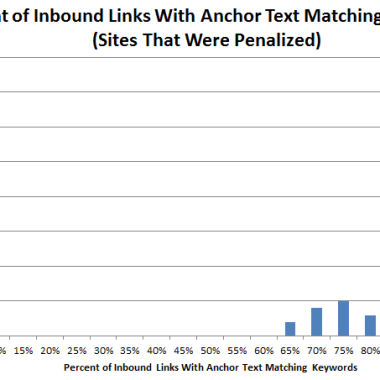 nt of Inbound Links With Anchor Text Matching
(Sites That Were Penalized)
% 15% 20% 25% 30% 35% 40% 45% 50% 55% 60% 65% 70% 75% 80%
Percent of Inbound Links With Anchor Text Matching Keywords